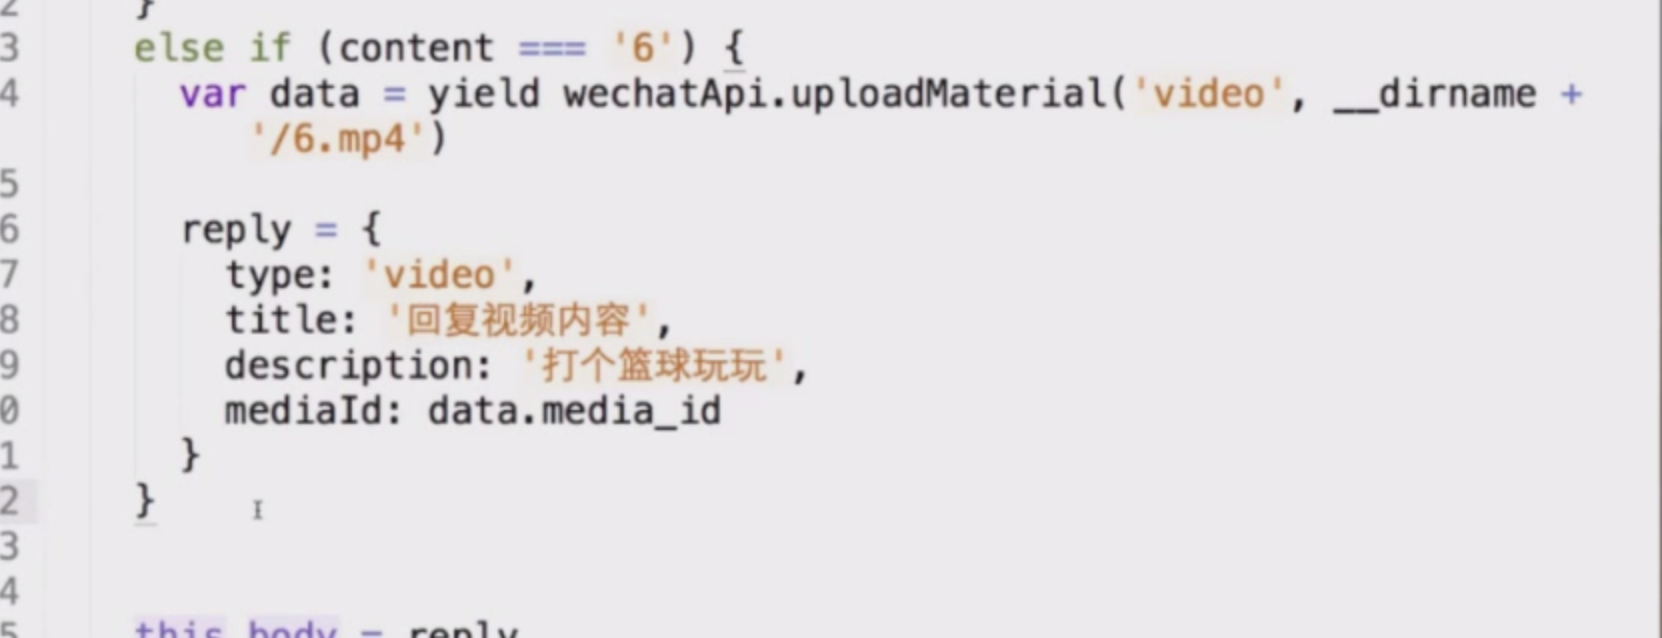 2 }
3 else if (content === '6') {
4 var data = yield wechatApi.uploadMaterial('video', __dirname +
'/6.mp4')
5
6 reply = {
7 type: 'video',
8 title: '回复视频内容',
9 description: '打个篮球玩玩',
0 mediaId: data.media_id
1 }
2 }
3
4
5 this.body = reply